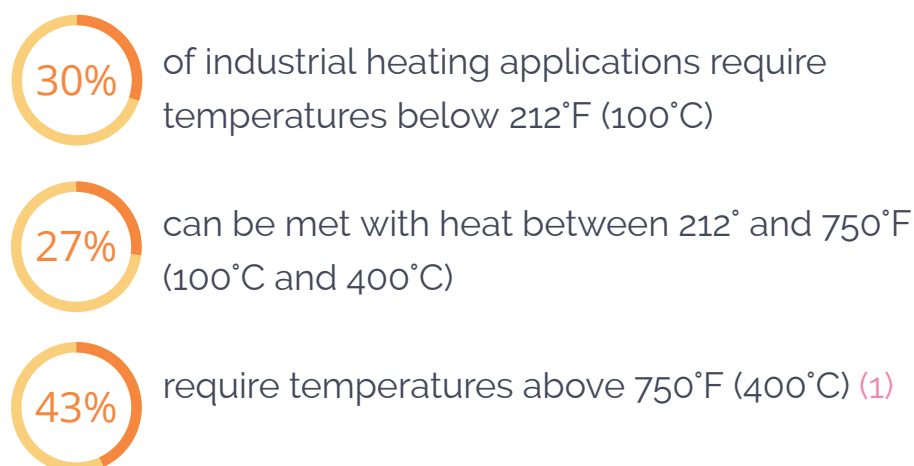 30%
of industrial heating applications require
temperatures below 212°F (100°C)
27%
can be met with heat between 212° and 750°F
(100°C and 400°C)
43%
require temperatures above 750°F (400°C) (1)